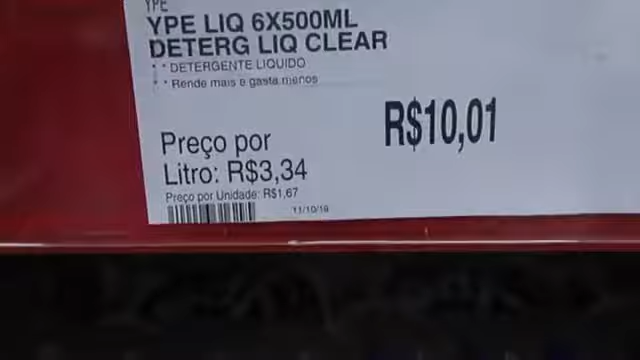 YPE
YPE LIQ 6X500ML
DETERG LIQ CLEAR
* * DETERGENTE LIQUIDO
* * Rende mais e gasta menos
R$10,01
Preço por
Litro: R$3,34
Preço por Unidade: R$1,67
11/10/19